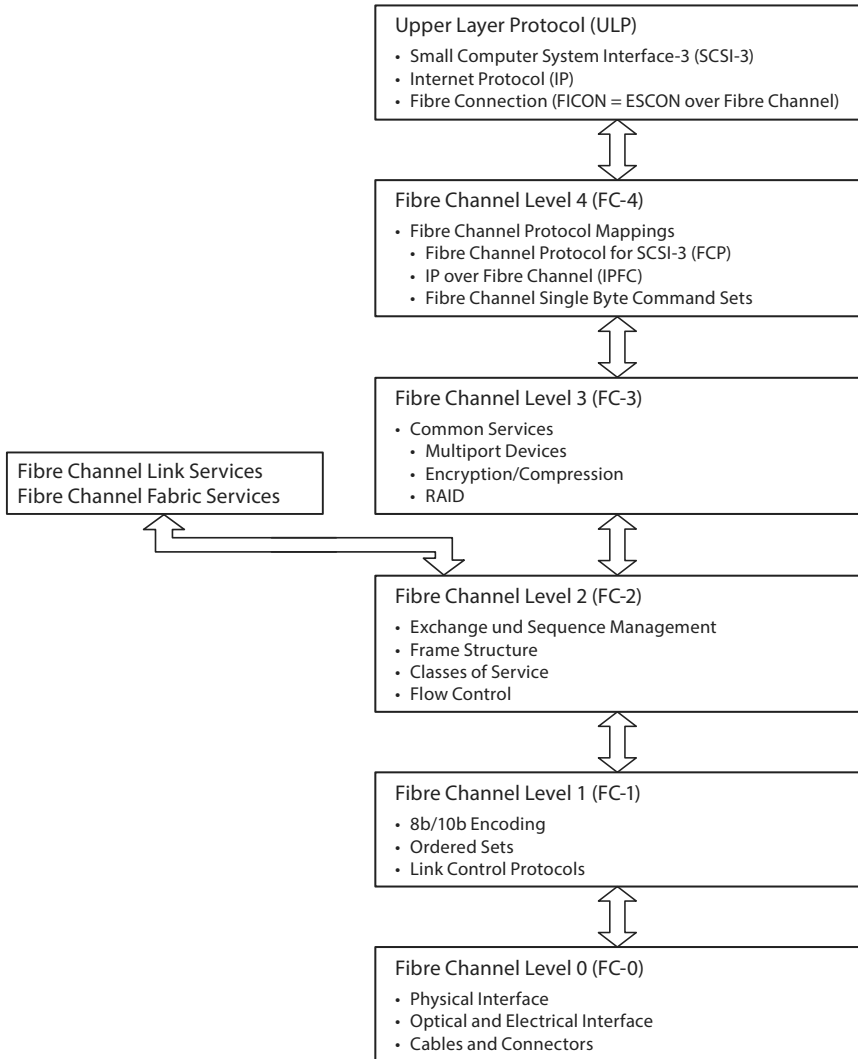 Upper Layer Protocol (ULP)
• Small Computer System Interface-3 (SCSI-3)
• Internet Protocol (IP)
• Fibre Connection (FICON = ESCON over Fibre Channel)
Fibre Channel Level 4 (FC-4)
• Fibre Channel Protocol Mappings
• Fibre Channel Protocol for SCSI-3 (FCP)
• IP over Fibre Channel (IPFC)
• Fibre Channel Single Byte Command Sets
Fibre Channel Level 3 (FC-3)
• Common Services
• Multiport Devices
• Encryption/Compression
• RAID
Fibre Channel Link Services
Fibre Channel Fabric Services
Fibre Channel Level 2 (FC-2)
• Exchange und Sequence Management
• Frame Structure
• Classes of Service
• Flow Control
Fibre Channel Level 1 (FC-1)
• 8b/10b Encoding
• Ordered Sets
• Link Control Protocols
Fibre Channel Level 0 (FC-0)
• Physical Interface
• Optical and Electrical Interface
• Cables and Connectors